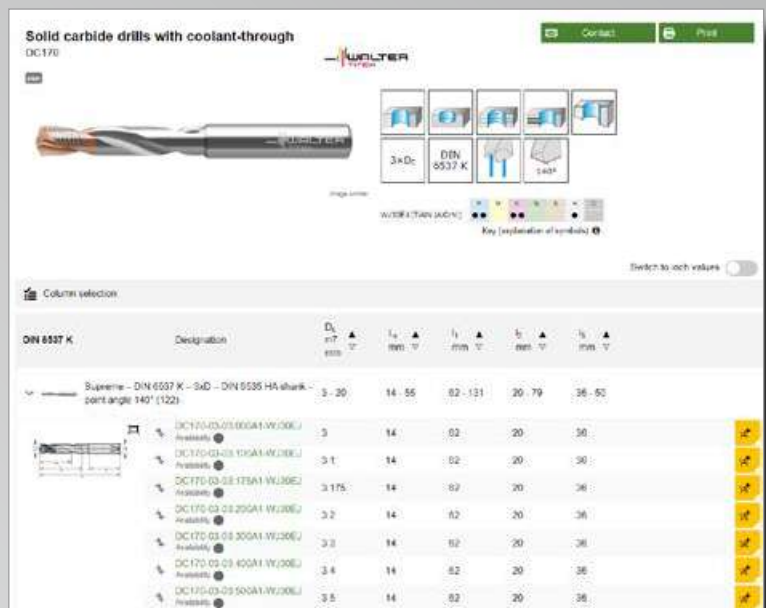 Solid carbide drills with coolant-through
DC170
Contact
Print
WALTER
TITEX
WALTER
3×Dc
DIN
6537 K
140°
Key (explanation of symbols)
Switch to inch values
Column selection
DIN 6537 K
Designation
Dc
m7
mm
mm
l1
mm
mm
mm
Supreme – DIN 6537 K – 3xD – DIN 6535 HA shank –
point angle 140° (122)
3 - 20
14 - 55
62 - 131
20 - 79
36 - 50
DC170-03-03.000A1-WJ30EJ
Availability
3
14
62
20
36
DC170-03-03.100A1-WJ30EJ
Availability
3.1
14
62
20
36
DC170-03-03.175A1-WJ30EJ
Availability
3.175
14
62
20
36
DC170-03-03.200A1-WJ30EJ
Availability
3.2
14
62
20
36
DC170-03-03.300A1-WJ30EJ
Availability
3.3
14
62
20
36
DC170-03-03.400A1-WJ30EJ
Availability
3.4
14
62
20
36
DC170-03-03.500A1-WJ30EJ
Availability
3.5
14
62
20
36